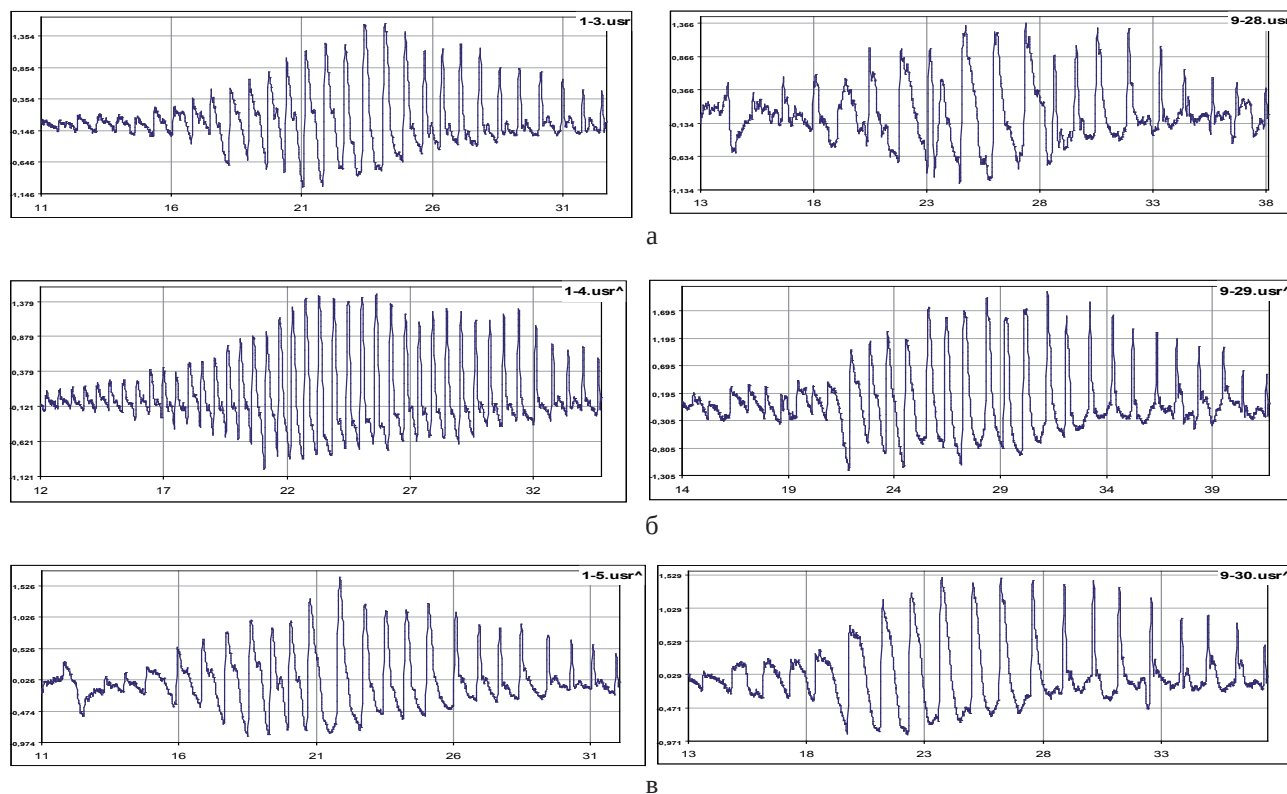 1-3.usr
1,354
0,854
0,354
-0,146
-0,646
-1,146
11 16 21 26 31
9-28.usr
1,366
0,866
0,366
-0,134
-0,634
-1,134
13 18 23 28 33 38
а
1-4.usr^
1,379
0,879
0,379
-0,121
-0,621
-1,121
12 17 22 27 32
9-29.usr^
1,695
1,195
0,695
0,195
-0,305
-0,805
-1,305
14 19 24 29 34 39
б
1-5.usr^
1,526
1,026
0,526
0,026
-0,474
-0,974
11 16 21 26 31
9-30.usr^
1,529
1,029
0,529
0,029
-0,471
-0,971
13 18 23 28 33
в